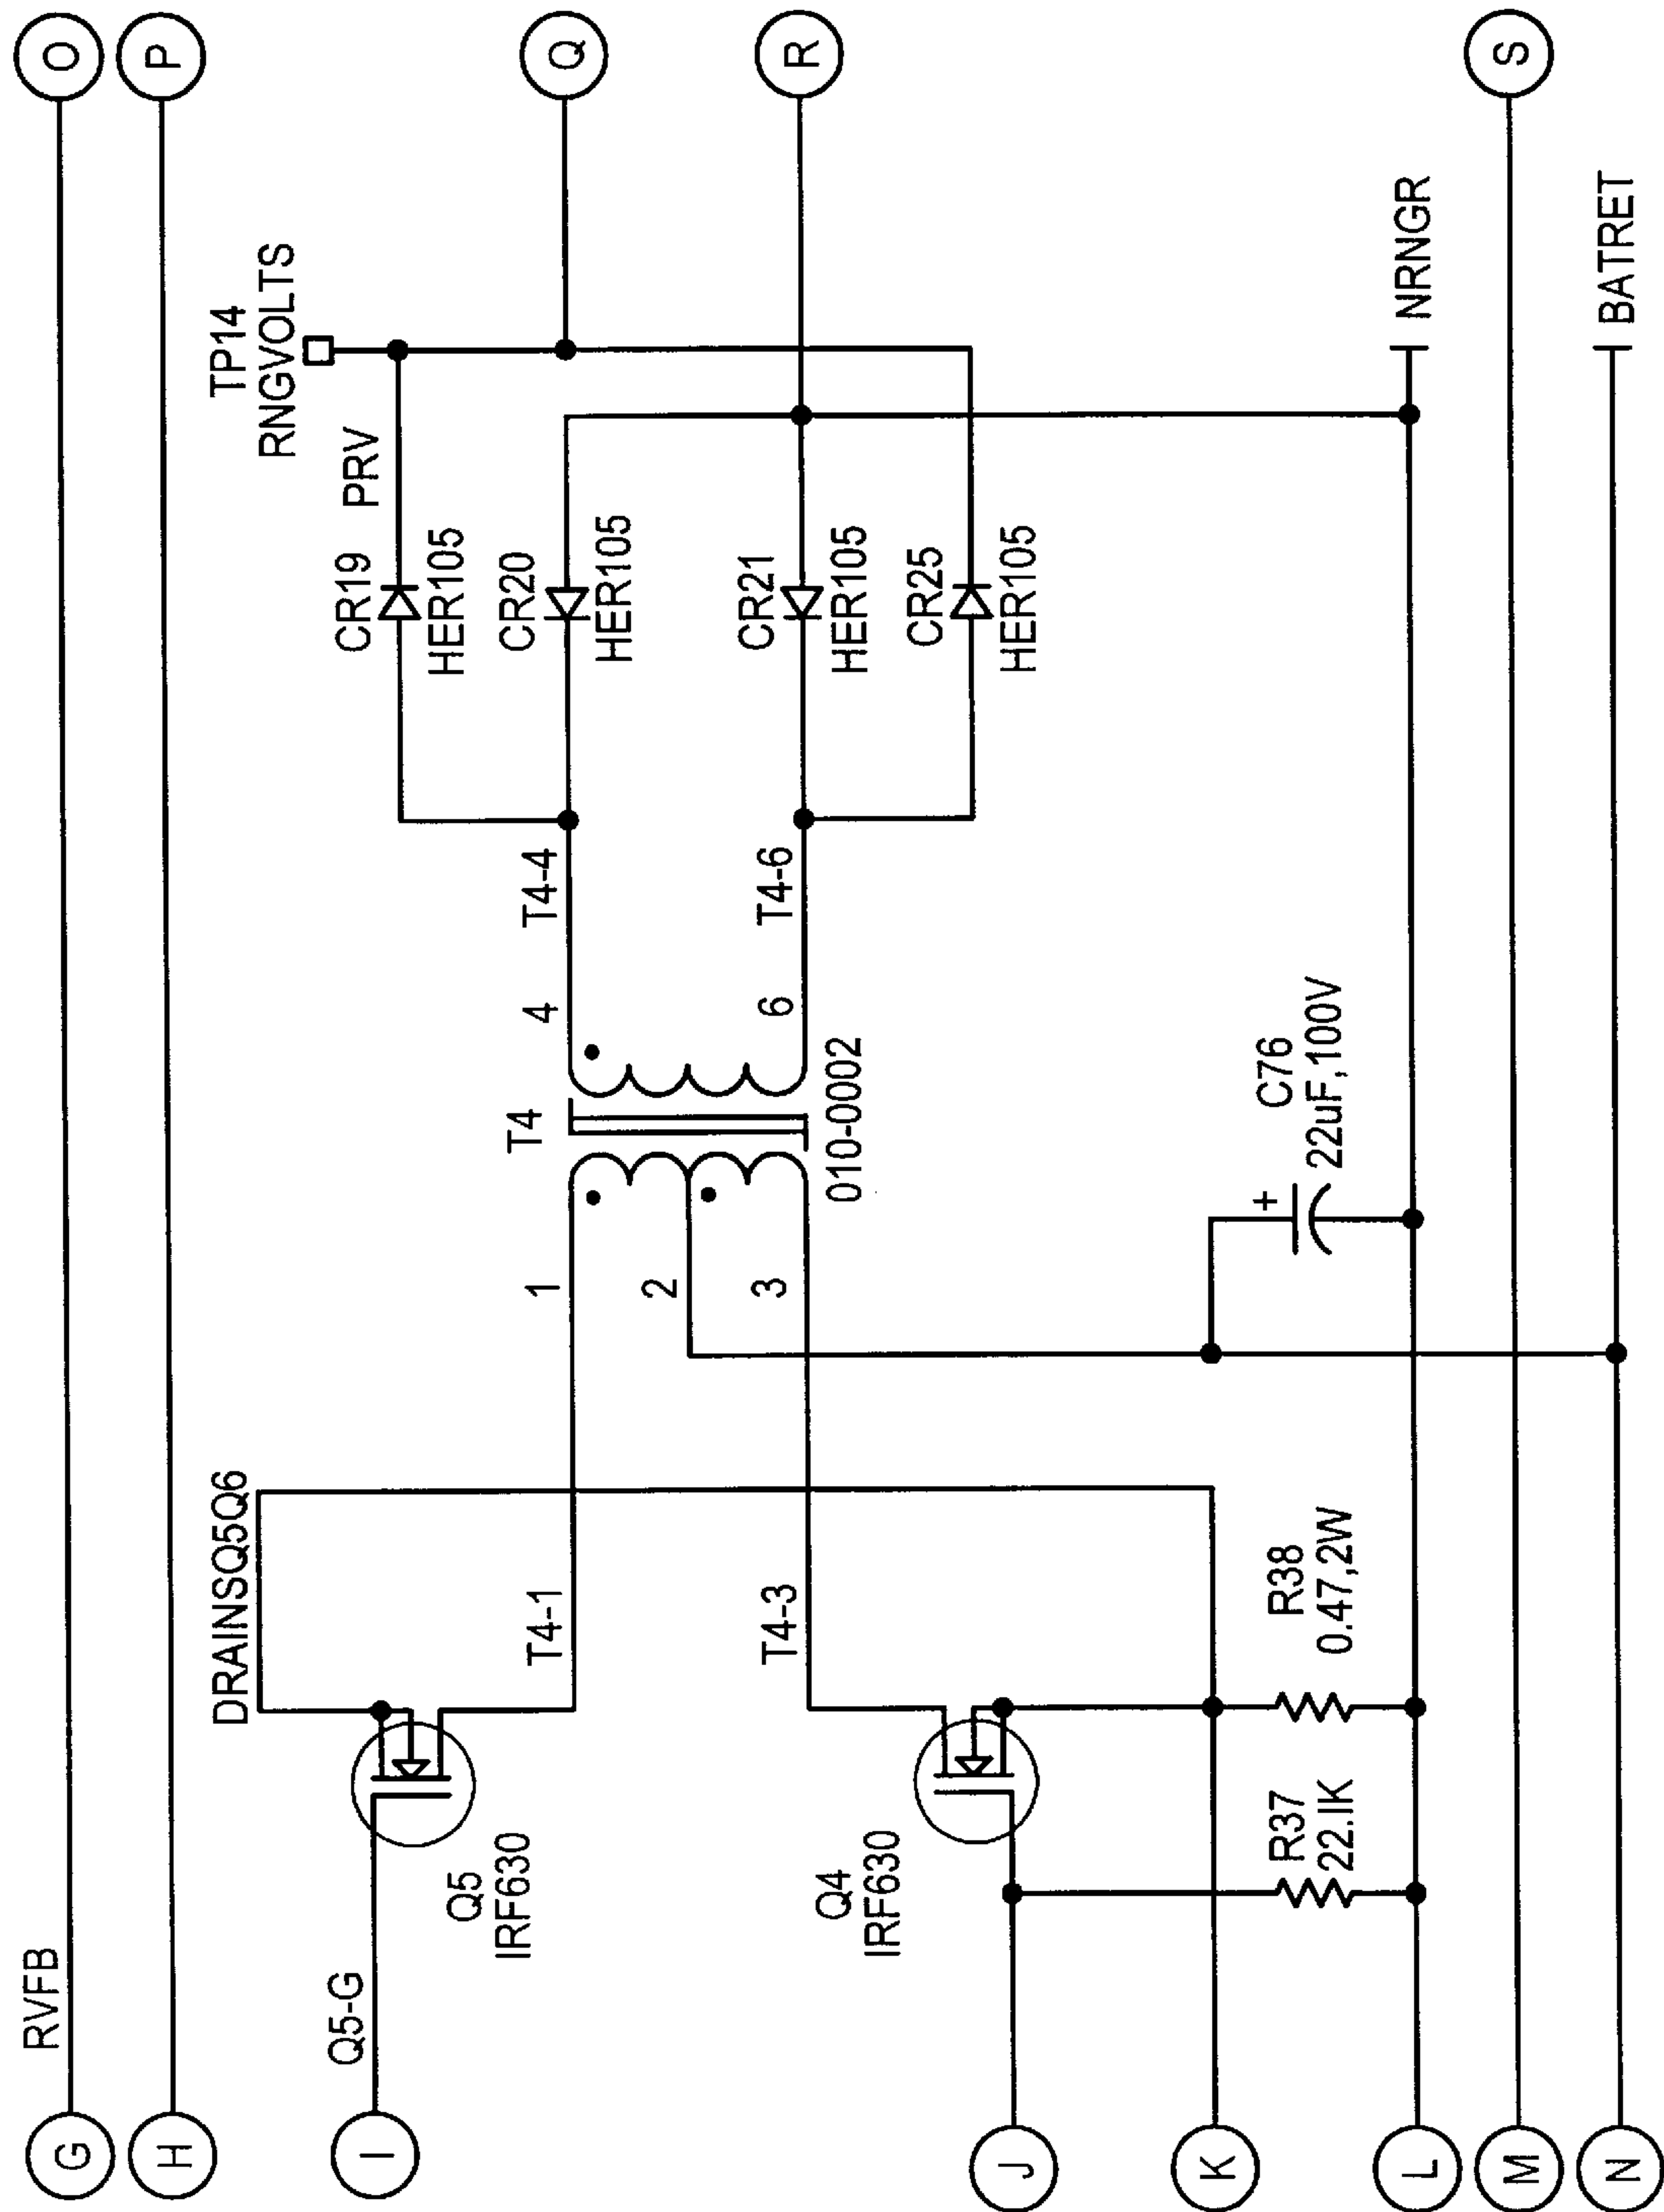 G
RVFB
O
H
P
I
Q5-G
Q5
IRF630
DRAINSQ5Q6
T4-1
1
2
3
T4
010-0002
4
6
T4-4
T4-6
CR19
HER105
PRV
TP14
RNGVOLTS
CR20
HER105
CR21
HER105
CR25
HER105
Q
R
J
Q4
IRF630
T4-3
K
R37
22.1K
R38
0.47,2W
+
C76
22uF,100V
L
NRNGR
M
S
N
BATRET